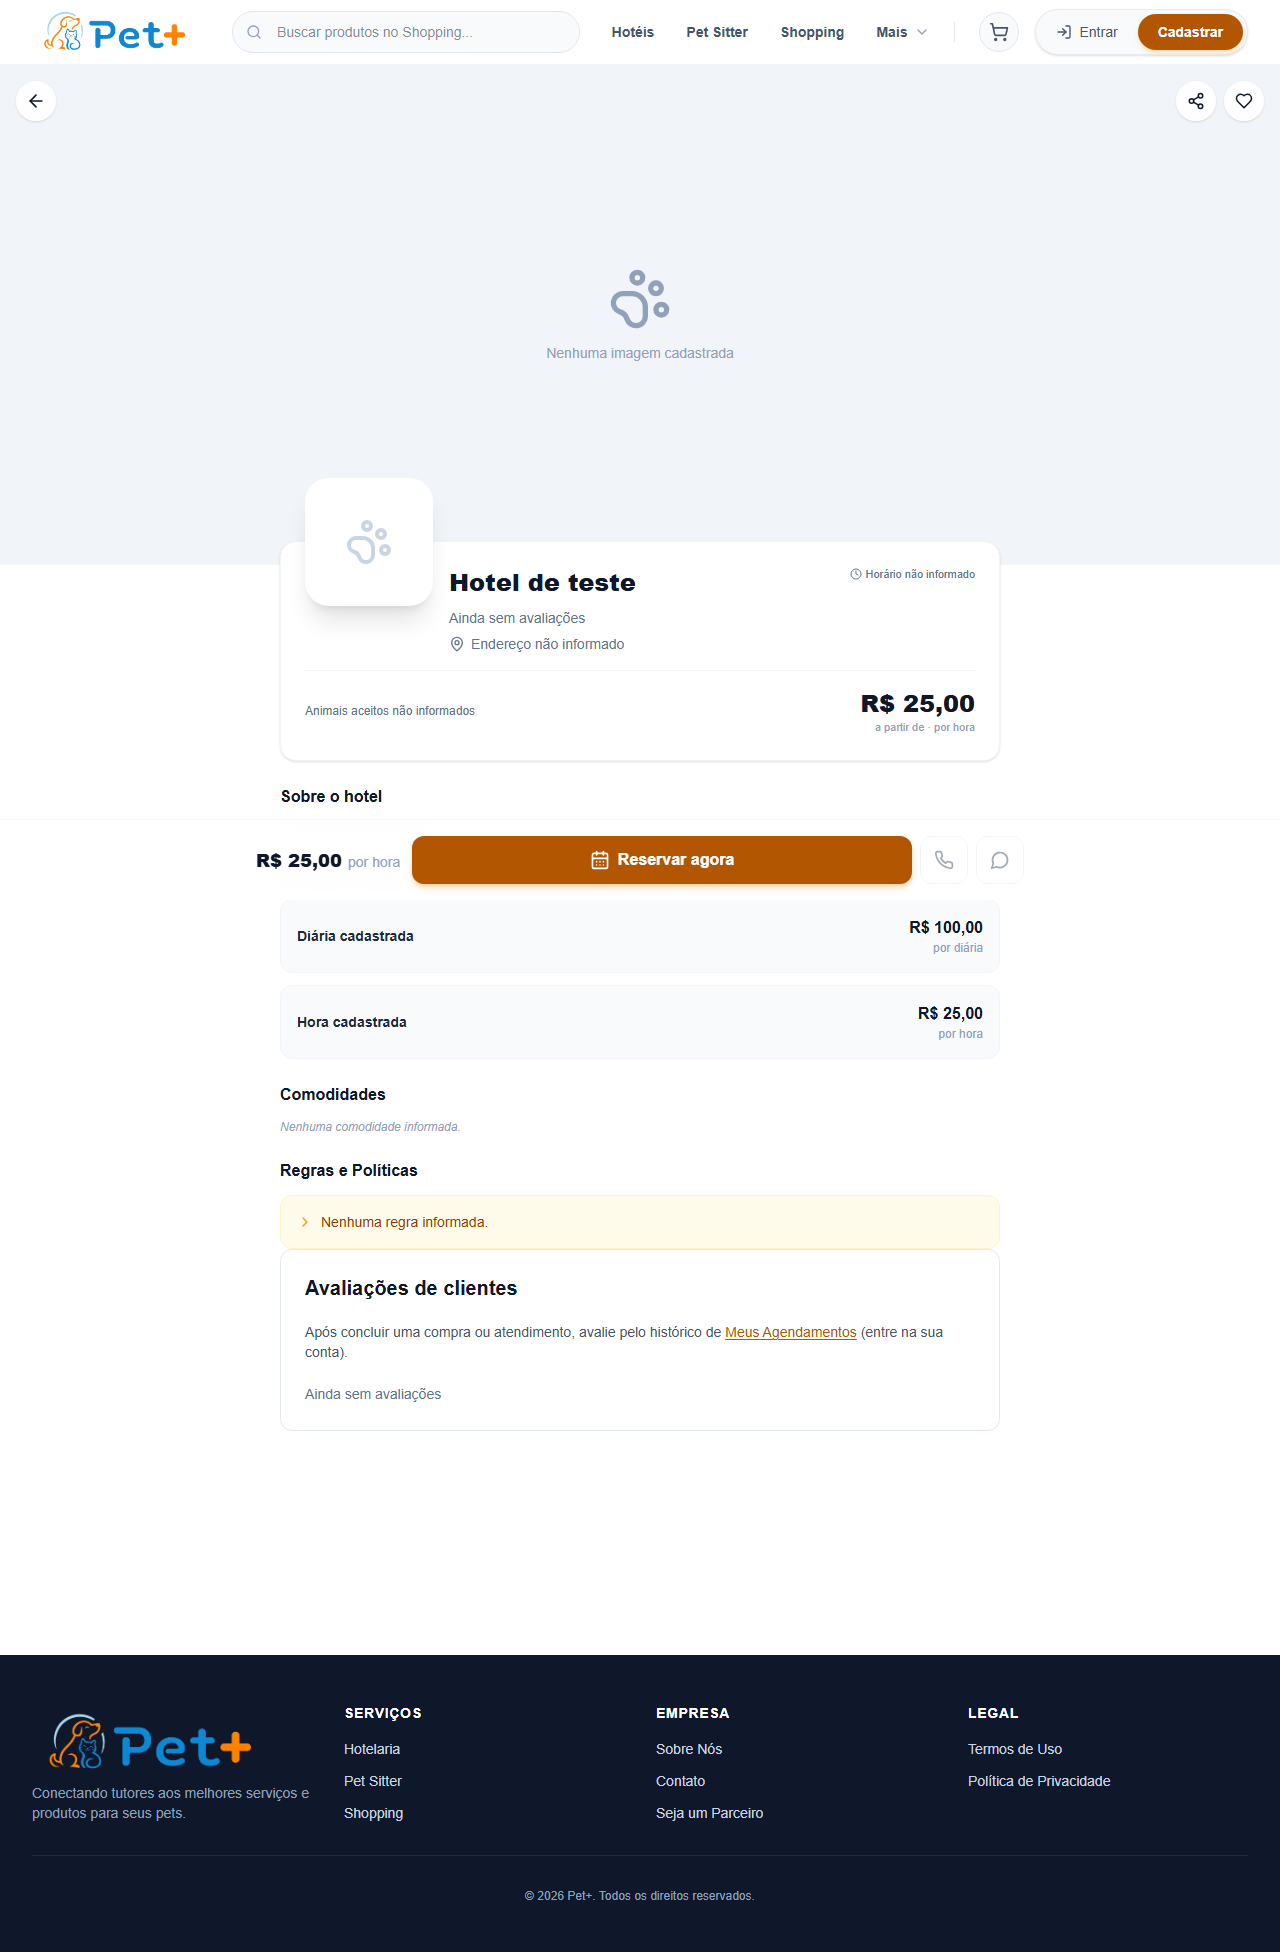 Pet+
Buscar produtos no Shopping...
Hotéis
Pet Sitter
Shopping
Mais
Entrar
Cadastrar
Nenhuma imagem cadastrada
Hotel de teste
Horário não informado
Ainda sem avaliações
Endereço não informado
Animais aceitos não informados
R$ 25,00
a partir de · por hora
Sobre o hotel
R$ 25,00 por hora
Reservar agora
Diária cadastrada
R$ 100,00
por diária
Hora cadastrada
R$ 25,00
por hora
Comodidades
Nenhuma comodidade informada.
Regras e Políticas
Nenhuma regra informada.
Avaliações de clientes
Após concluir uma compra ou atendimento, avalie pelo histórico de Meus Agendamentos (entre na sua
conta).
Ainda sem avaliações
Pet+
Conectando tutores aos melhores serviços e
produtos para seus pets.
SERVIÇOS
Hotelaria
Pet Sitter
Shopping
EMPRESA
Sobre Nós
Contato
Seja um Parceiro
LEGAL
Termos de Uso
Política de Privacidade
© 2026 Pet+. Todos os direitos reservados.